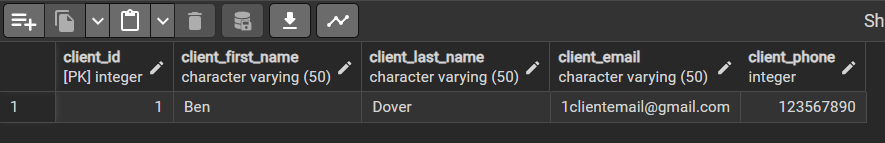 Sh
client_id client_first_name client_last_name client_email client_phone
[PK] integer character varying (50) character varying (50) character varying (50) integer
1 1 Ben Dover 1clientemail@gmail.com 123567890